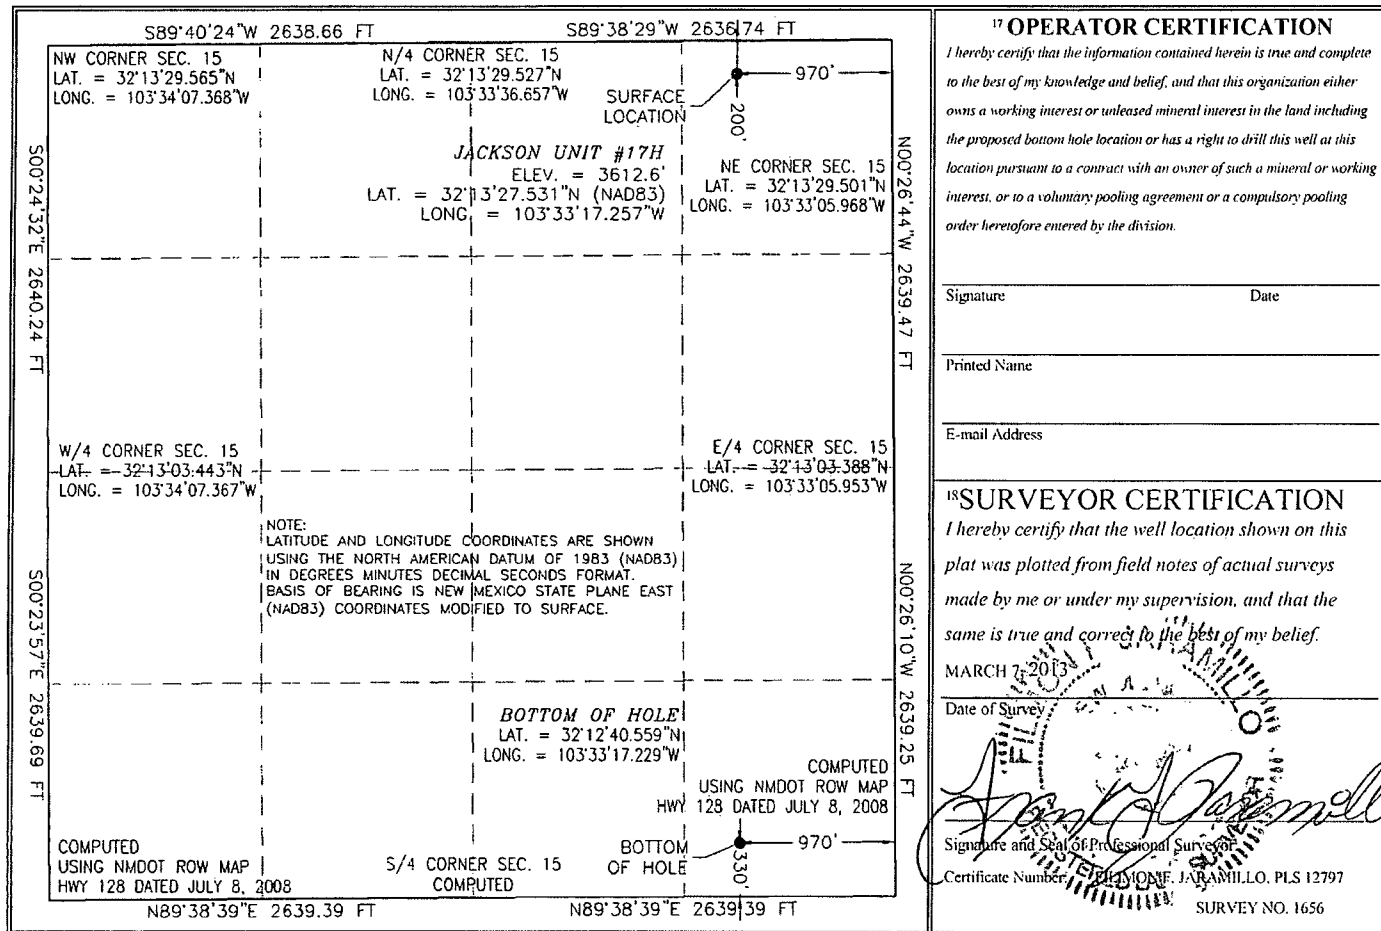 S89°40'24"W 2638.66 FT
S89°38'29"W 2636.74 FT
NW CORNER SEC. 15
LAT. = 32°13'29.565"N
LONG. = 103°34'07.368"W
N/4 CORNER SEC. 15
LAT. = 32°13'29.527"N
LONG. = 103°33'36.657"W
SURFACE
LOCATION
970'
200'
JACKSON UNIT #17H
ELEV. = 3612.6'
LAT. = 32°13'27.531"N (NAD83)
LONG. = 103°33'17.257"W
NE CORNER SEC. 15
LAT. = 32°13'29.501"N
LONG. = 103°33'05.968"W
S00°24'32"E 2640.24 FT
N00°26'44"W 2639.47 FT
W/4 CORNER SEC. 15
LAT. = 32°13'03.443"N
LONG. = 103°34'07.367"W
E/4 CORNER SEC. 15
LAT. = 32°13'03.388"N
LONG. = 103°33'05.953"W
NOTE:
LATITUDE AND LONGITUDE COORDINATES ARE SHOWN
USING THE NORTH AMERICAN DATUM OF 1983 (NAD83)
IN DEGREES MINUTES DECIMAL SECONDS FORMAT.
BASIS OF BEARING IS NEW MEXICO STATE PLANE EAST
(NAD83) COORDINATES MODIFIED TO SURFACE.
S00°23'57"E 2639.69 FT
N00°26'10"W 2639.25 FT
BOTTOM OF HOLE
LAT. = 32°12'40.559"N
LONG. = 103°33'17.229"W
COMPUTED
USING NMDOT ROW MAP
HWY 128 DATED JULY 8, 2008
COMPUTED
USING NMDOT ROW MAP
HWY 128 DATED JULY 8, 2008
S/4 CORNER SEC. 15
COMPUTED
BOTTOM
OF HOLE
970'
330'
N89°38'39"E 2639.39 FT
N89°38'39"E 2639.39 FT
17 OPERATOR CERTIFICATION
I hereby certify that the information contained herein is true and complete
to the best of my knowledge and belief, and that this organization either
owns a working interest or unleased mineral interest in the land including
the proposed bottom hole location or has a right to drill this well at this
location pursuant to a contract with an owner of such a mineral or working
interest, or to a voluntary pooling agreement or a compulsory pooling
order heretofore entered by the division.
Signature Date
Printed Name
E-mail Address
18 SURVEYOR CERTIFICATION
I hereby certify that the well location shown on this
plat was plotted from field notes of actual surveys
made by me or under my supervision, and that the
same is true and correct to the best of my belief.
MARCH 7, 2013
Date of Survey
Signature and Seal of Professional Surveyor
Certificate Number: FILIMON F. JARAMILLO, PLS 12797
SURVEY NO. 1656